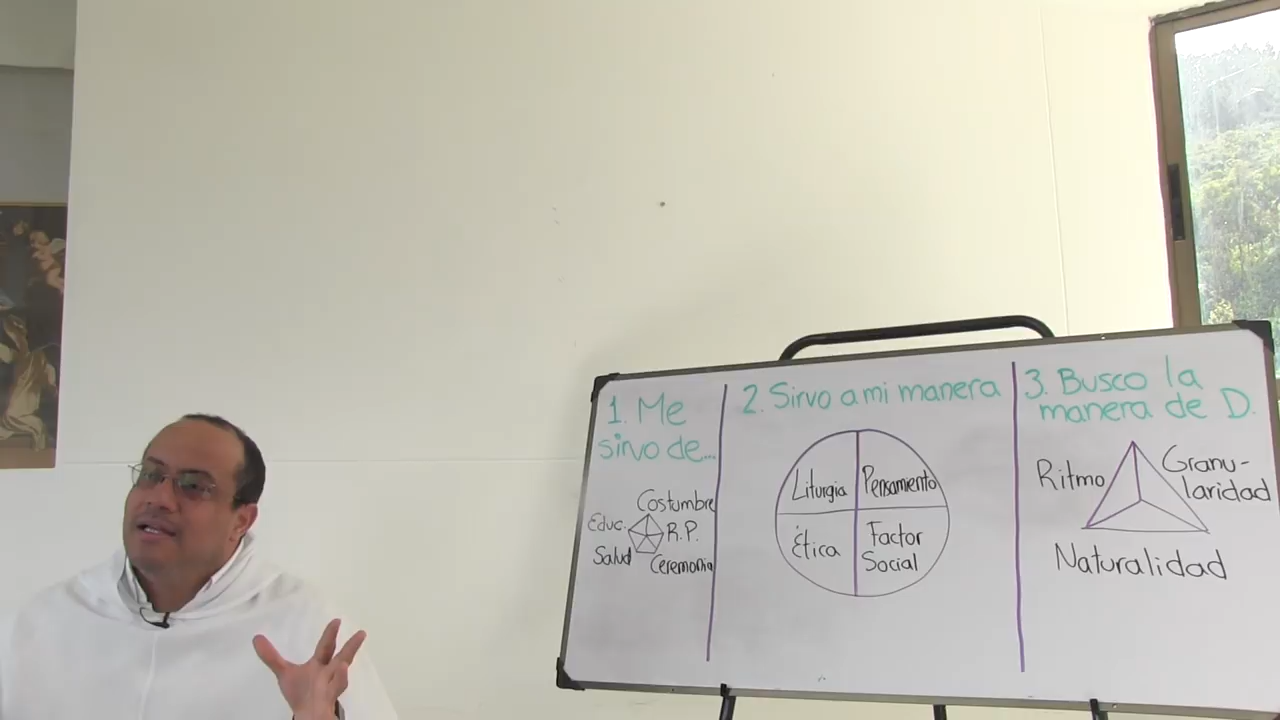 1. Me
sirvo de...
Costumbre
Educ.
R.P.
Salud
Ceremonia
2. Sirvo a mi manera
Liturgia
Pensamiento
Ética
Factor
Social
3. Busco la
manera de D.
Ritmo
Granu-
laridad
Naturalidad